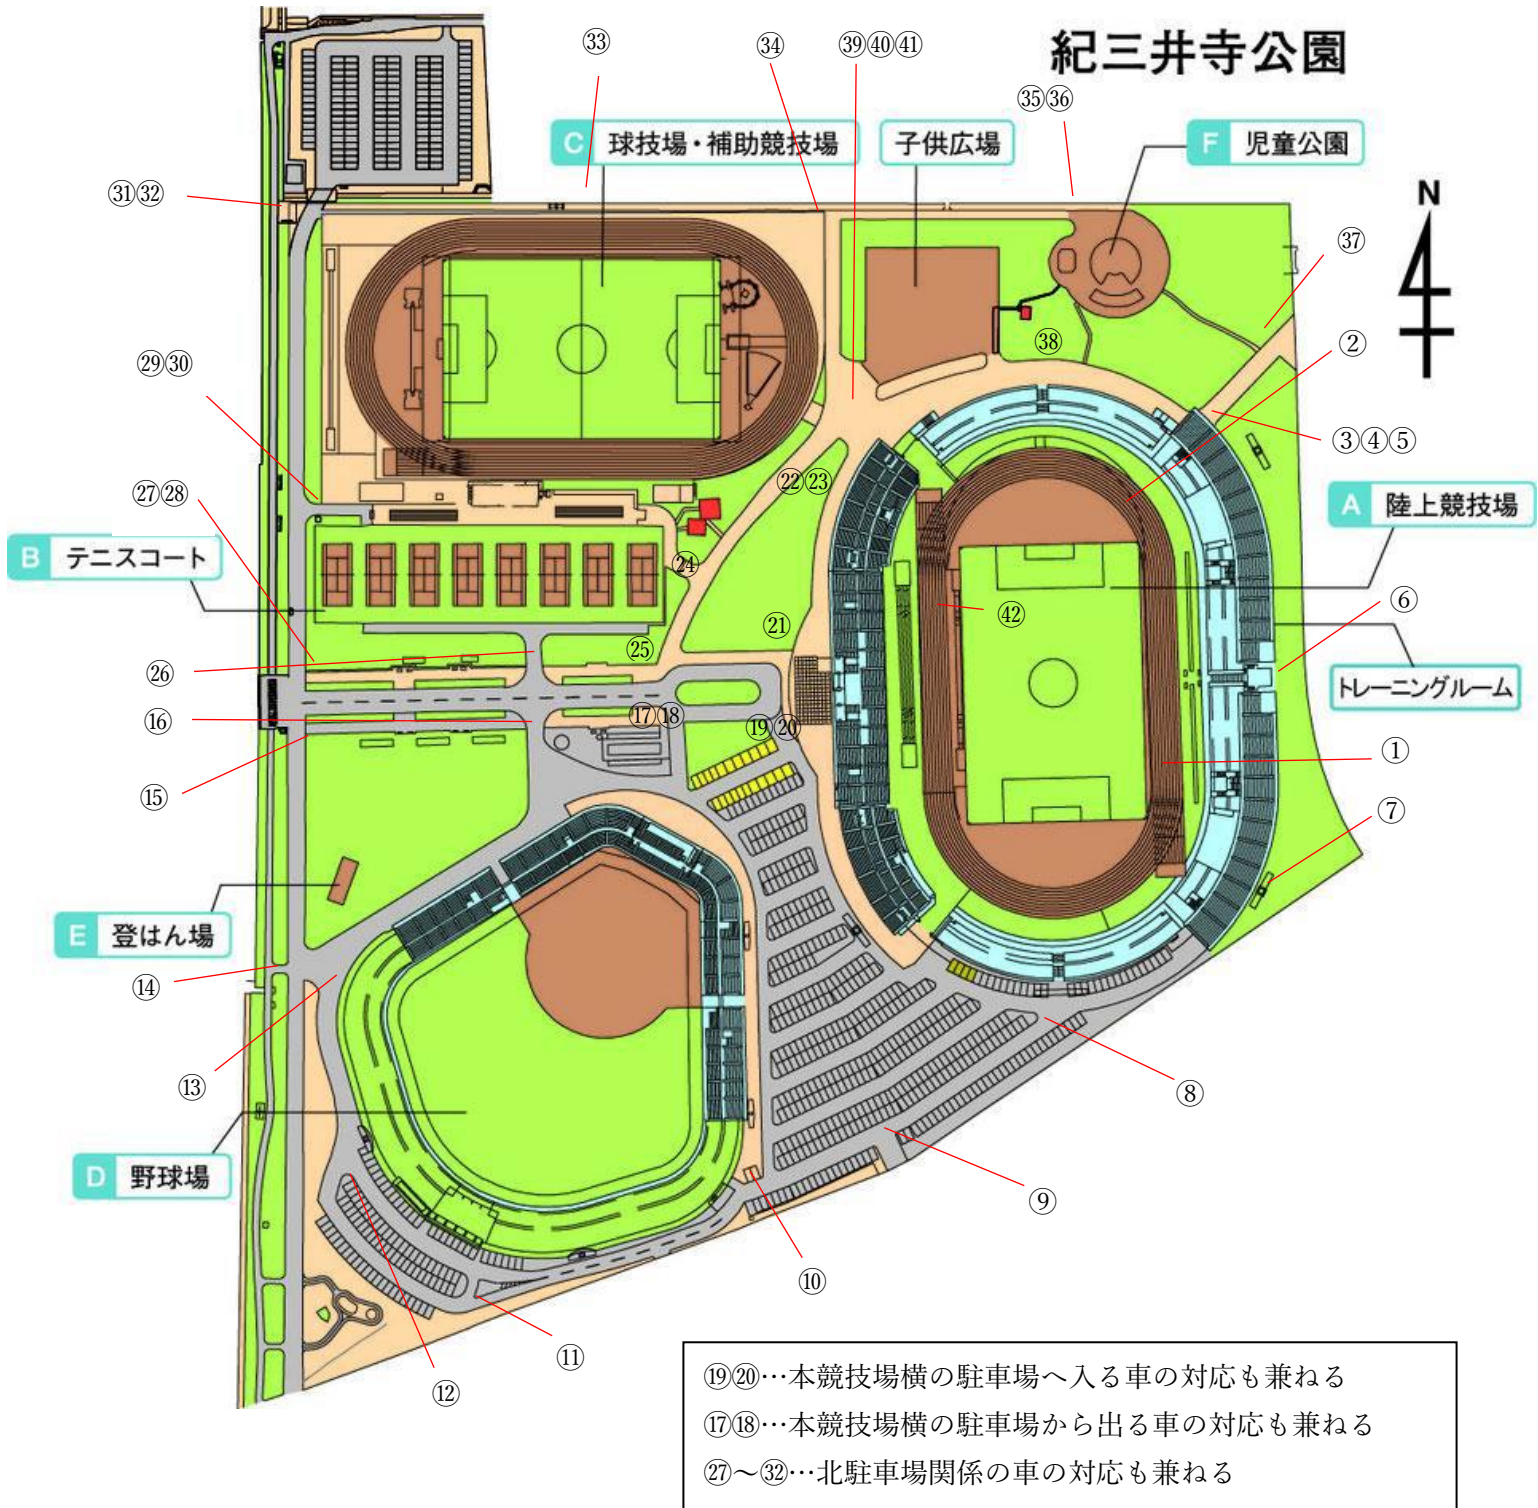 紀三井寺公園
㉝
㉞
㊴㊵㊶
㉟㊱
C 球技場・補助競技場
子供広場
F 児童公園
N
㉛㉜
㊲
㊳
②
㉙㉚
③④⑤
㉒㉓
㉗㉘
A 陸上競技場
B テニスコート
㉔
㊷
⑥
㉑
㉕
㉖
トレーニングルーム
⑯
⑰⑱
⑲⑳
①
⑮
⑦
E 登はん場
⑭
⑬
⑧
D 野球場
⑨
⑩
⑪
⑫
⑲⑳…本競技場横の駐車場へ入る車の対応も兼ねる
⑰⑱…本競技場横の駐車場から出る車の対応も兼ねる
㉗～㉜…北駐車場関係の車の対応も兼ねる